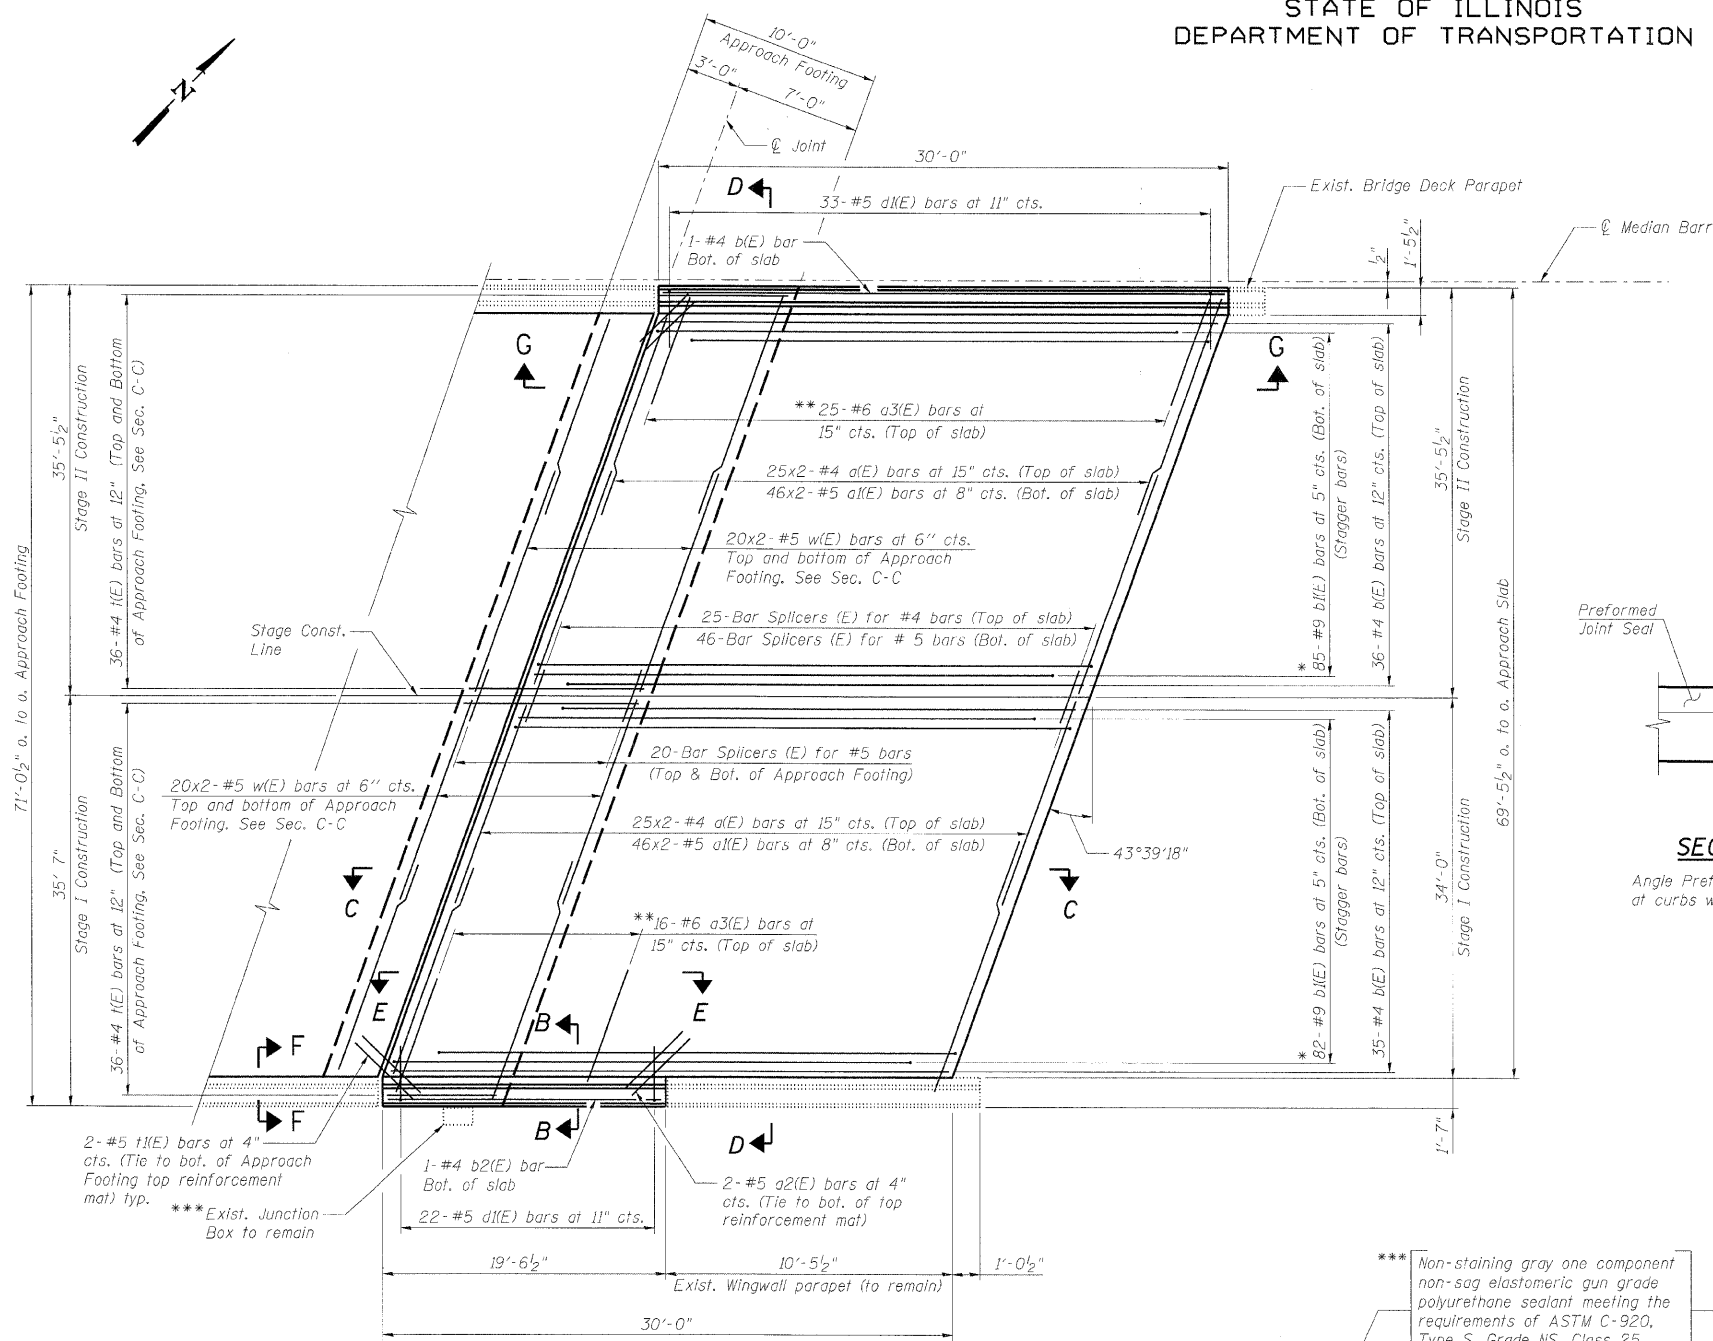 STATE OF ILLINOIS
DEPARTMENT OF TRANSPORTATION
N
10'-0"
Approach Footing
3'-0"
7'-0"
℄ Joint
30'-0"
D
33-#5 d1(E) bars at 11" cts.
1-#4 b(E) bar
Bot. of slab
Exist. Bridge Deck Parapet
℄ Median Barr
½"
1'-5½"
G
G
**25-#6 a3(E) bars at
15" cts. (Top of slab)
25x2-#4 a(E) bars at 15" cts. (Top of slab)
46x2-#5 a1(E) bars at 8" cts. (Bot. of slab)
20x2-#5 w(E) bars at 6" cts.
Top and bottom of Approach
Footing. See Sec. C-C
25-Bar Splicers (E) for #4 bars (Top of slab)
46-Bar Splicers (E) for # 5 bars (Bot. of slab)
71'-0½" o. to o. Approach Footing
35'-5½"
Stage II Construction
36-#4 t(E) bars at 12" (Top and Bottom
of Approach Footing, See Sec. C-C)
Stage Const.
Line
* 85-#9 b1(E) bars at 5" cts. (Bot. of slab)
(Stagger bars)
36-#4 b(E) bars at 12" cts. (Top of slab)
35'-5½"
Stage II Construction
69'-5½" o. to o. Approach Slab
Preformed
Joint Seal
20-Bar Splicers (E) for #5 bars
(Top & Bot. of Approach Footing)
20x2-#5 w(E) bars at 6" cts.
Top and bottom of Approach
Footing. See Sec. C-C
25x2-#4 a(E) bars at 15" cts. (Top of slab)
46x2-#5 a1(E) bars at 8" cts. (Bot. of slab)
43°39'18"
35' 7"
Stage I Construction
36-#4 t(E) bars at 12" (Top and Bottom
of Approach Footing, See Sec. C-C)
C
C
**16-#6 a3(E) bars at
15" cts. (Top of slab)
* 82-#9 b1(E) bars at 5" cts. (Bot. of slab)
(Stagger bars)
35-#4 b(E) bars at 12" cts. (Top of slab)
34'-0"
Stage I Construction
SEC
Angle Pref
at curbs w
E
E
B
F
F
B
D
1'-7"
2-#5 t1(E) bars at 4"
cts. (Tie to bot. of Approach
Footing top reinforcement
mat) typ.
***Exist. Junction
Box to remain
1-#4 b2(E) bar
Bot. of slab
2-#5 a2(E) bars at 4"
cts. (Tie to bot. of top
reinforcement mat)
22-#5 d1(E) bars at 11" cts.
19'-6½"
10'-5½"
1'-0½"
Exist. Wingwall parapet (to remain)
30'-0"
*** Non-staining gray one component
non-sag elastomeric gun grade
polyurethane sealant meeting the
requirements of ASTM C-920,
Type S, Grade NS, Class 25,